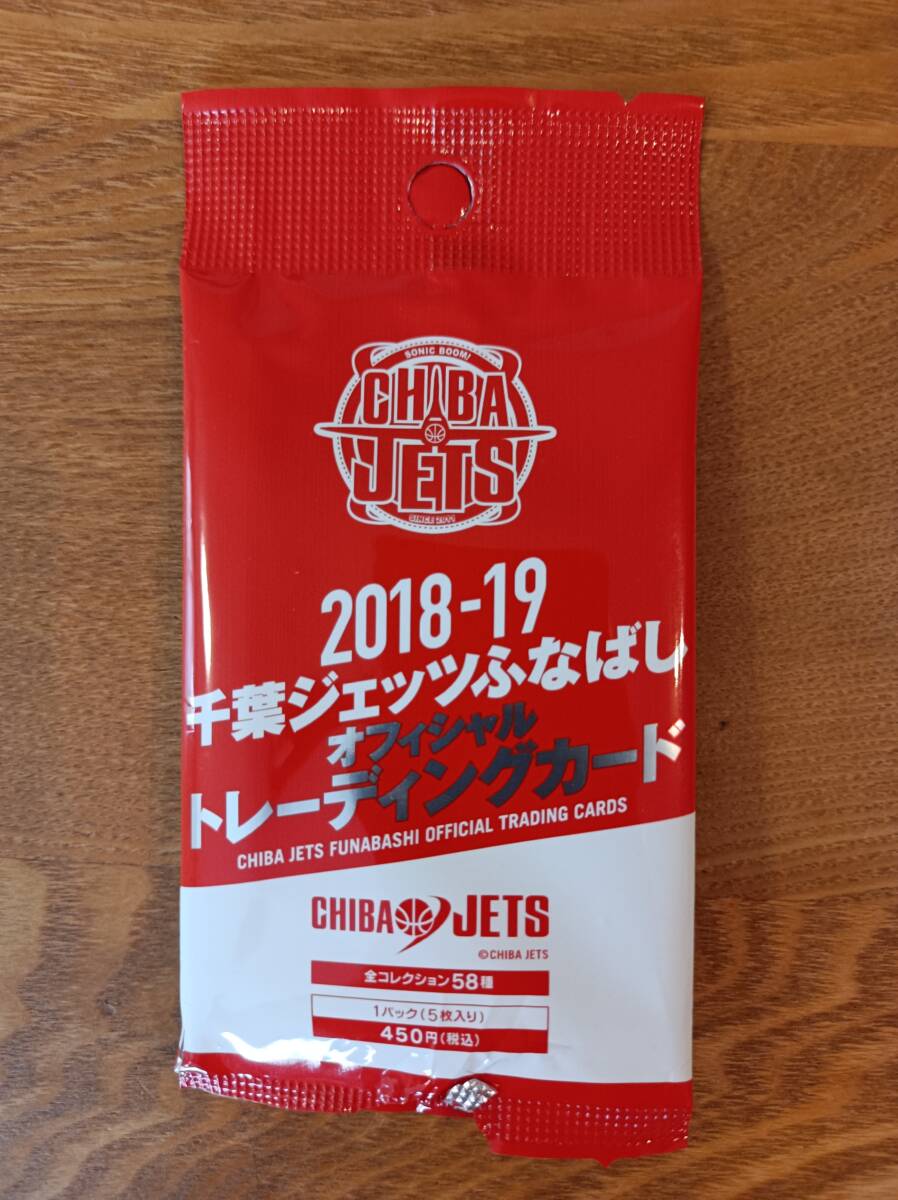 SONIC BOOM!
CHIBA
JETS
SINCE 2011
2018-19
千葉ジェッツふなばし
オフィシャル
トレーディングカード
CHIBA JETS FUNABASHI OFFICIAL TRADING CARDS
CHIBA JETS
©CHIBA JETS
全コレクション58種
1パック(5枚入り)
450円(税込)